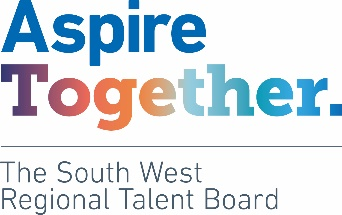 Aspire
Together.
The South West
Regional Talent Board